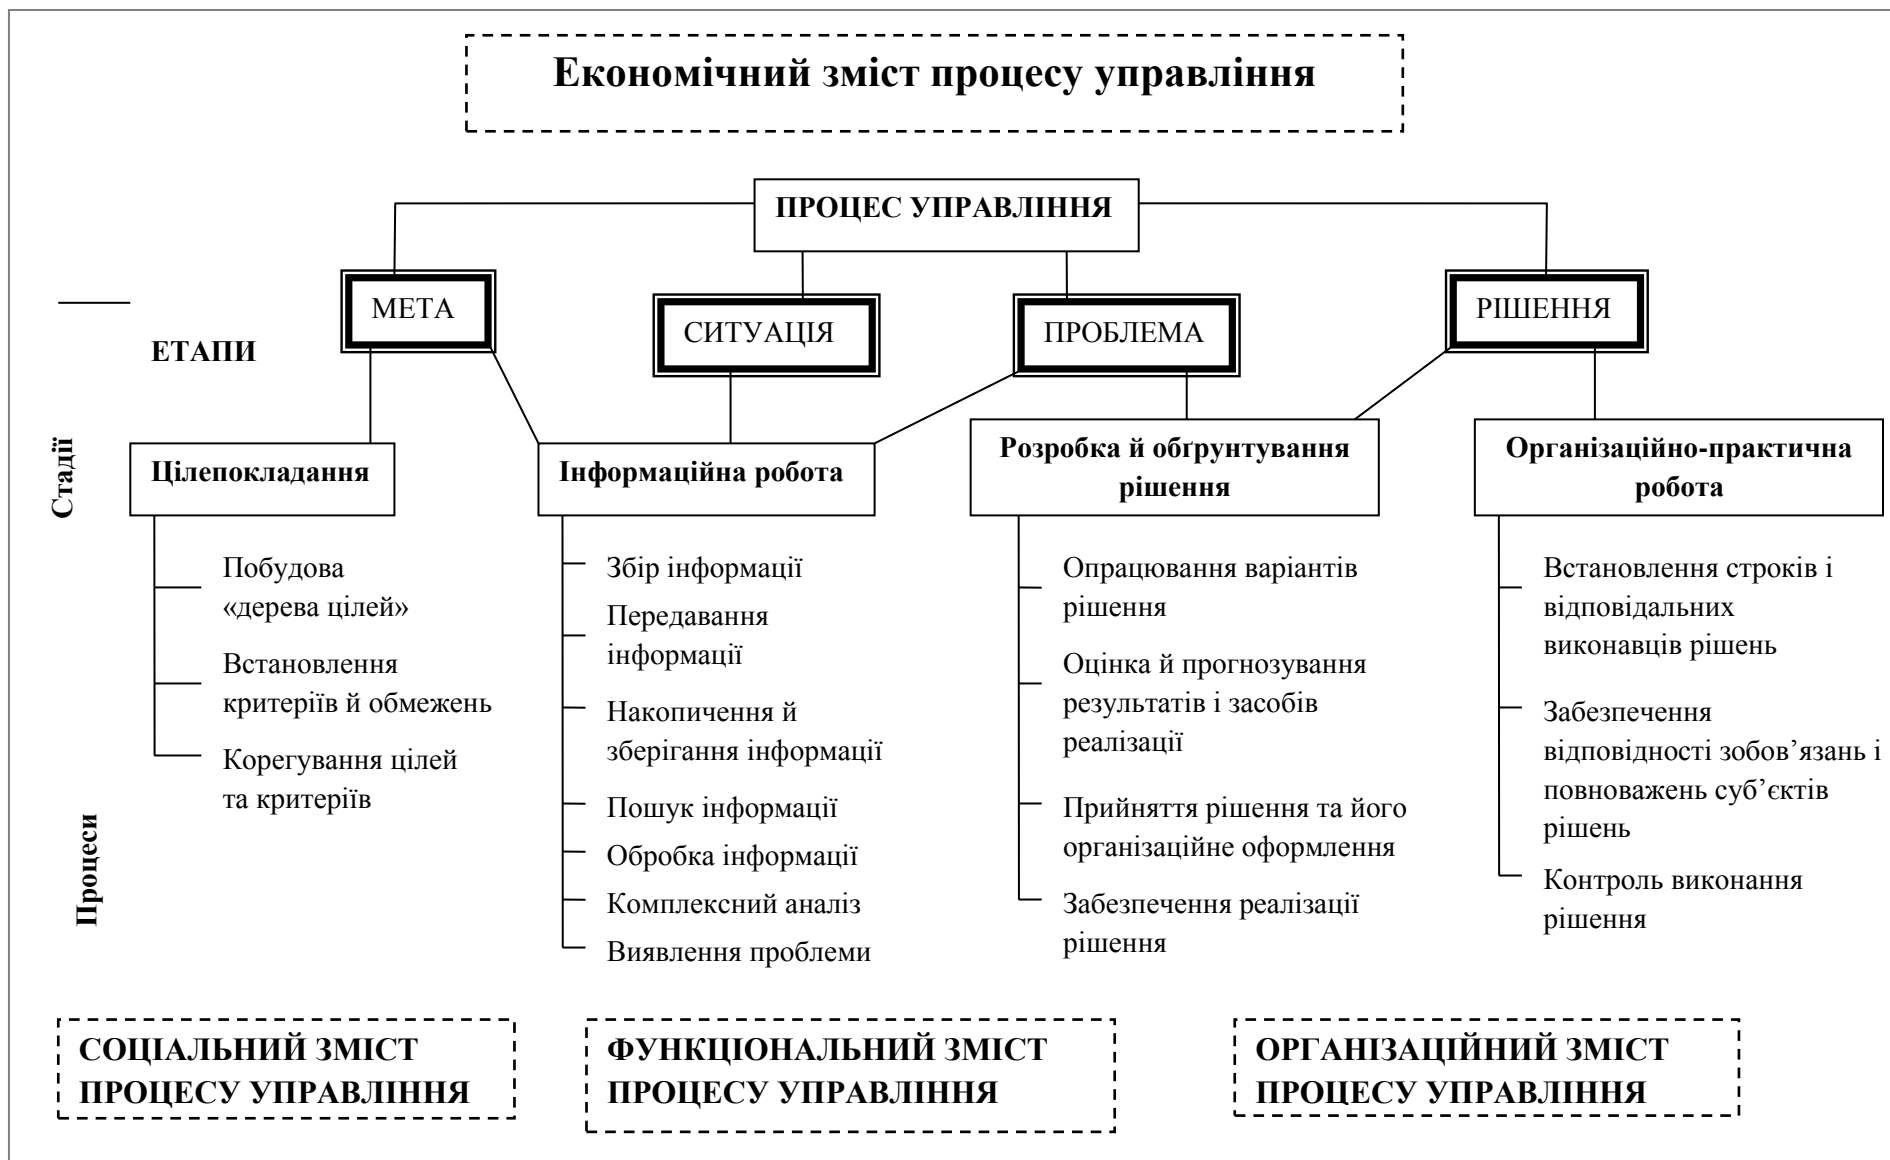 Економічний зміст процесу управління
ПРОЦЕС УПРАВЛІННЯ
МЕТА
СИТУАЦІЯ
ПРОБЛЕМА
РІШЕННЯ
ЕТАПИ
Стадії
Цілепокладання
Інформаційна робота
Розробка й обґрунтування
рішення
Організаційно-практична
робота
Процеси
Побудова
«дерева цілей»
Встановлення
критеріїв й обмежень
Корегування цілей
та критеріїв
Збір інформації
Передавання
інформації
Накопичення й
зберігання інформації
Пошук інформації
Обробка інформації
Комплексний аналіз
Виявлення проблеми
Опрацювання варіантів
рішення
Оцінка й прогнозування
результатів і засобів
реалізації
Прийняття рішення та його
організаційне оформлення
Забезпечення реалізації
рішення
Встановлення строків і
відповідальних
виконавців рішень
Забезпечення
відповідності зобов’язань і
повноважень суб’єктів
рішень
Контроль виконання
рішення
СОЦІАЛЬНИЙ ЗМІСТ
ПРОЦЕСУ УПРАВЛІННЯ
ФУНКЦІОНАЛЬНИЙ ЗМІСТ
ПРОЦЕСУ УПРАВЛІННЯ
ОРГАНІЗАЦІЙНИЙ ЗМІСТ
ПРОЦЕСУ УПРАВЛІННЯ